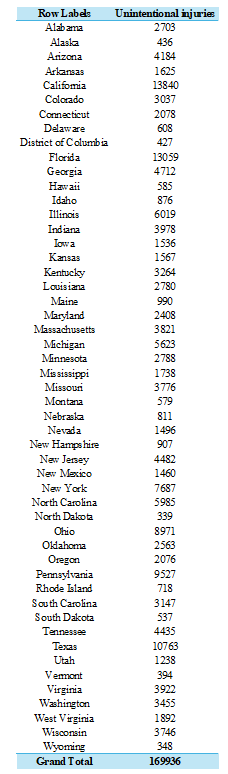 Row Labels Unintentional injuries
Alabama 2703
Alaska 436
Arizona 4184
Arkansas 1625
California 13840
Colorado 3037
Connecticut 2078
Delaware 608
District of Columbia 427
Florida 13059
Georgia 4712
Hawaii 585
Idaho 876
Illinois 6019
Indiana 3978
Iowa 1536
Kansas 1567
Kentucky 3264
Louisiana 2780
Maine 990
Maryland 2408
Massachusetts 3821
Michigan 5623
Minnesota 2788
Mississippi 1738
Missouri 3776
Montana 579
Nebraska 811
Nevada 1496
New Hampshire 907
New Jersey 4482
New Mexico 1460
New York 7687
North Carolina 5985
North Dakota 339
Ohio 8971
Oklahoma 2563
Oregon 2076
Pennsylvania 9527
Rhode Island 718
South Carolina 3147
South Dakota 537
Tennessee 4435
Texas 10763
Utah 1238
Vermont 394
Virginia 3922
Washington 3455
West Virginia 1892
Wisconsin 3746
Wyoming 348
Grand Total 169936